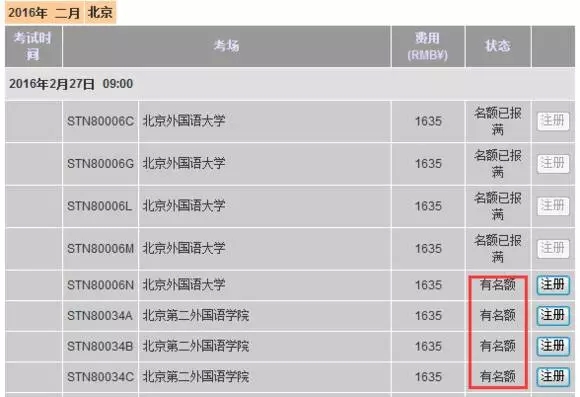 2016年 二月 北京
考试时间 考场 费用(RMB¥) 状态
2016年2月27日 09:00
STN80006C 北京外国语大学 1635 名额已报满 注册
STN80006G 北京外国语大学 1635 名额已报满 注册
STN80006L 北京外国语大学 1635 名额已报满 注册
STN80006M 北京外国语大学 1635 名额已报满 注册
STN80006N 北京外国语大学 1635 有名额 注册
STN80034A 北京第二外国语学院 1635 有名额 注册
STN80034B 北京第二外国语学院 1635 有名额 注册
STN80034C 北京第二外国语学院 1635 有名额 注册